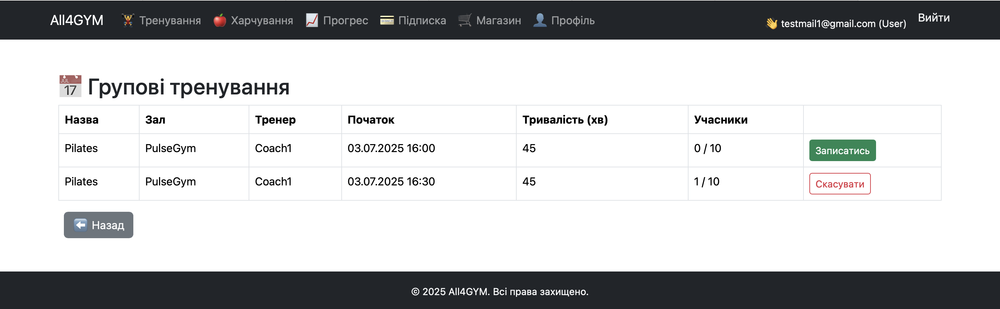 All4GYM Тренування Харчування Прогрес Підписка Магазин Профіль testmail1@gmail.com (User) Вийти
JUL 17 Групові тренування
Назва Зал Тренер Початок Тривалість (хв) Учасники
Pilates PulseGym Coach1 03.07.2025 16:00 45 0 / 10 Записатись
Pilates PulseGym Coach1 03.07.2025 16:30 45 1 / 10 Скасувати
Назад
© 2025 All4GYM. Всі права захищено.